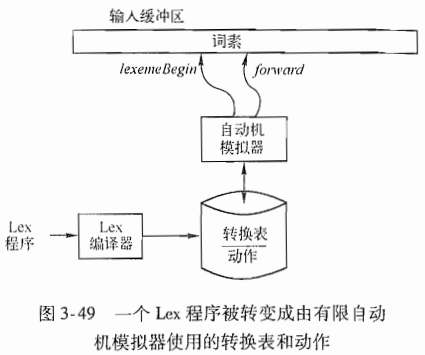 输入缓冲区
词素
lexemeBegin
forward
自动机
模拟器
Lex
程序
Lex
编译器
转换表
动作
图 3-49 一个 Lex 程序被转变成由有限自动
机模拟器使用的转换表和动作